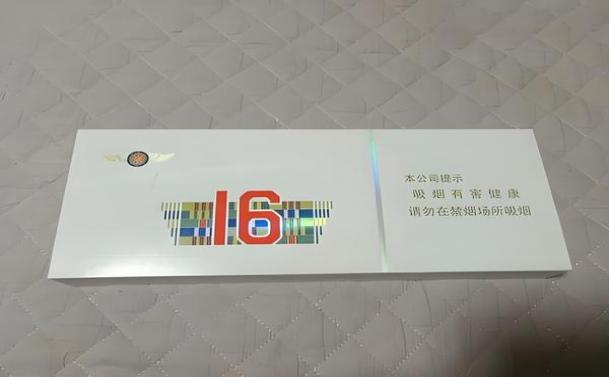 16
本公司提示
吸烟有害健康
请勿在禁烟场所吸烟